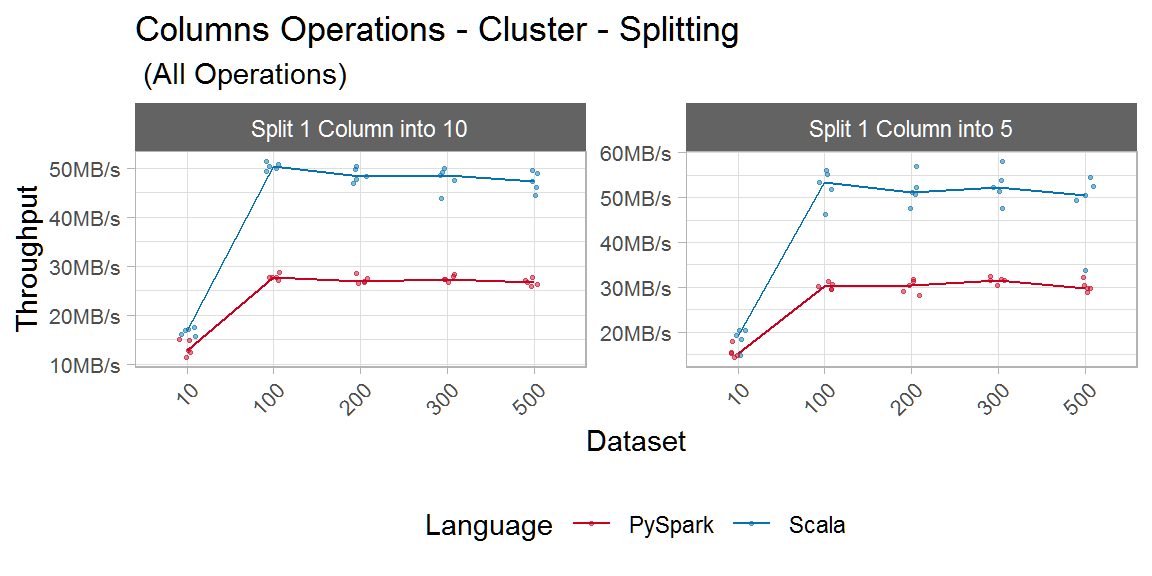 Columns Operations - Cluster - Splitting
(All Operations)
Split 1 Column into 10
Split 1 Column into 5
Throughput
50MB/s
40MB/s
30MB/s
20MB/s
10MB/s
60MB/s
50MB/s
40MB/s
30MB/s
20MB/s
10 100 200 300 500
10 100 200 300 500
Dataset
Language PySpark Scala